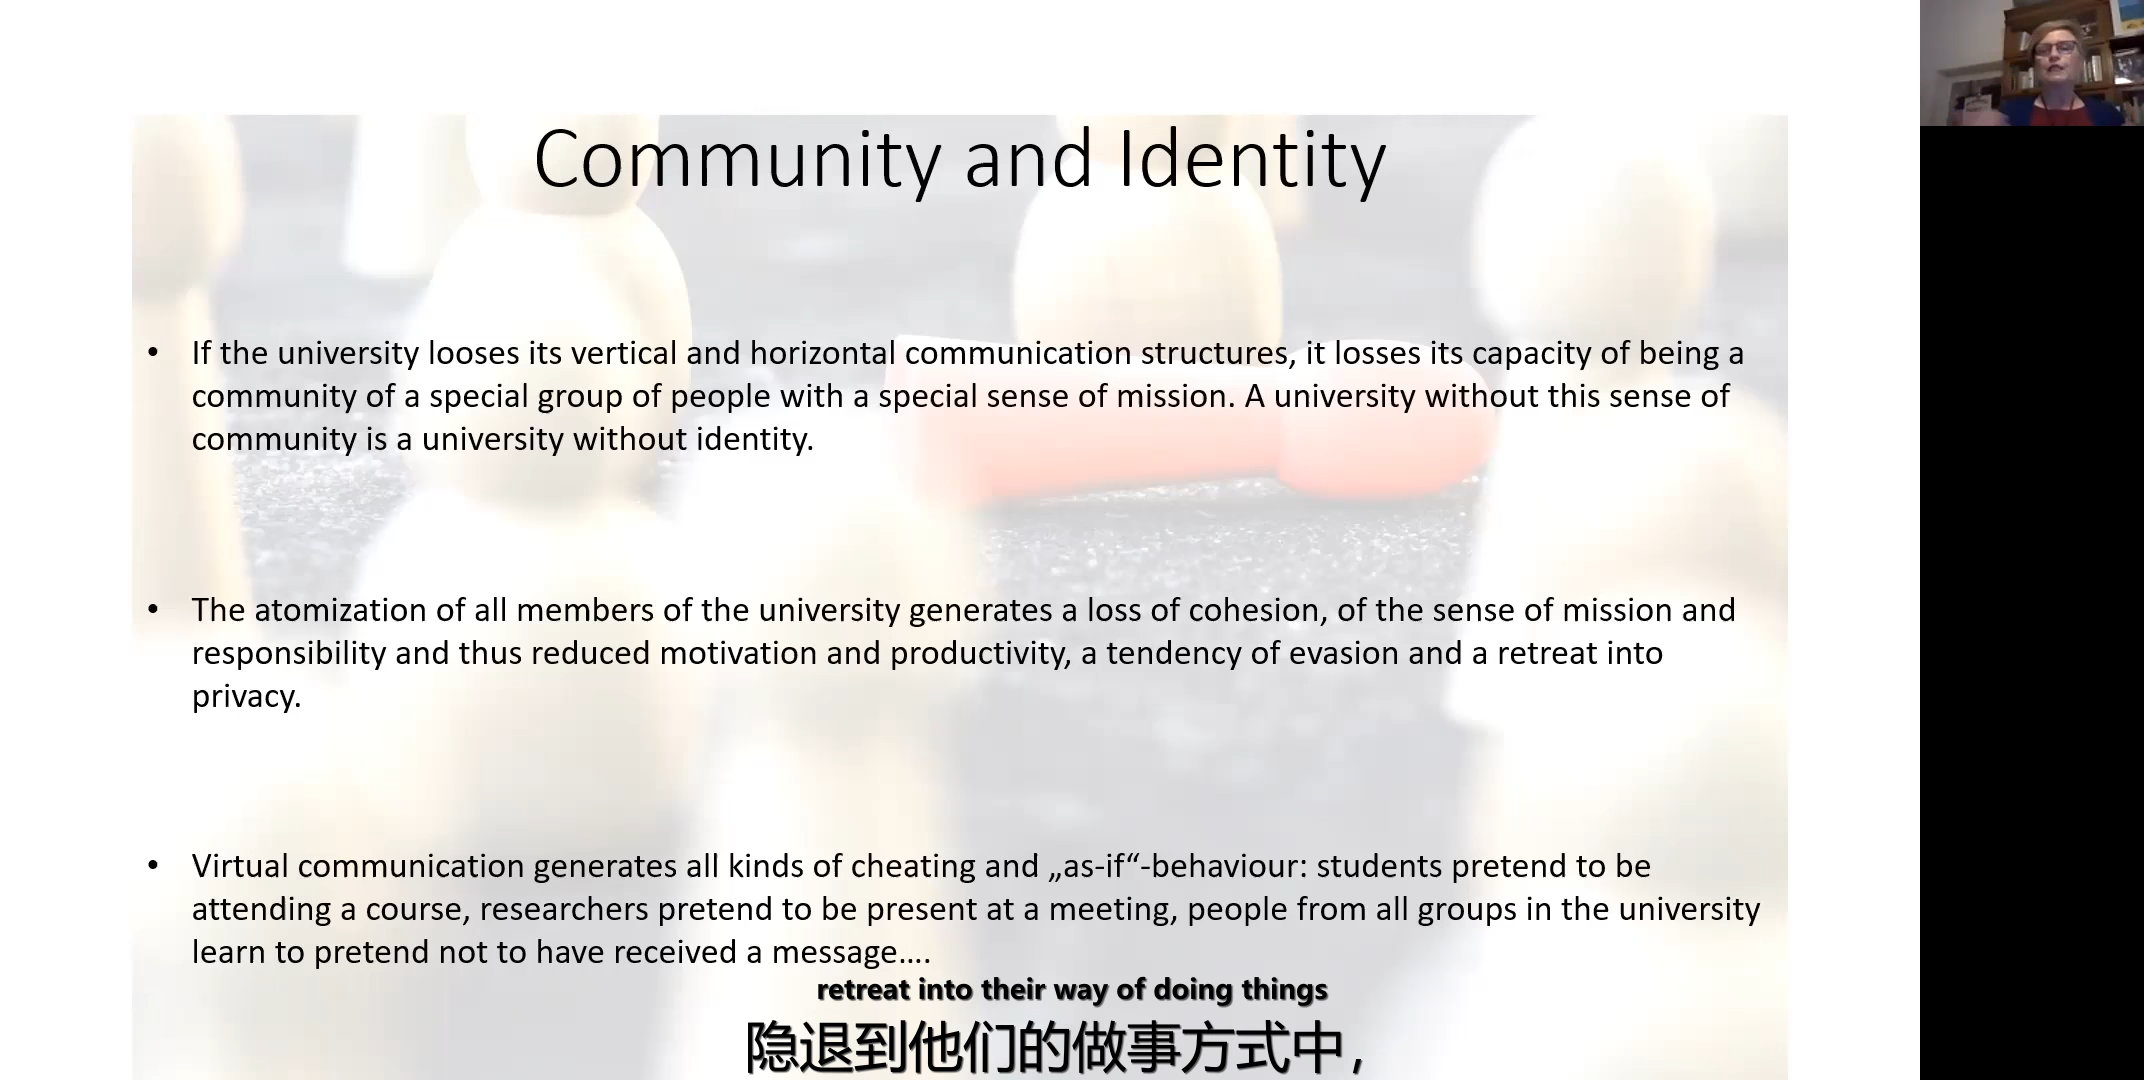 Community and Identity
• If the university looses its vertical and horizontal communication structures, it losses its capacity of being a
community of a special group of people with a special sense of mission. A university without this sense of
community is a university without identity.
• The atomization of all members of the university generates a loss of cohesion, of the sense of mission and
responsibility and thus reduced motivation and productivity, a tendency of evasion and a retreat into
privacy.
• Virtual communication generates all kinds of cheating and „as-if“-behaviour: students pretend to be
attending a course, researchers pretend to be present at a meeting, people from all groups in the university
learn to pretend not to have received a message....
retreat into their way of doing things
隐退到他们的做事方式中，